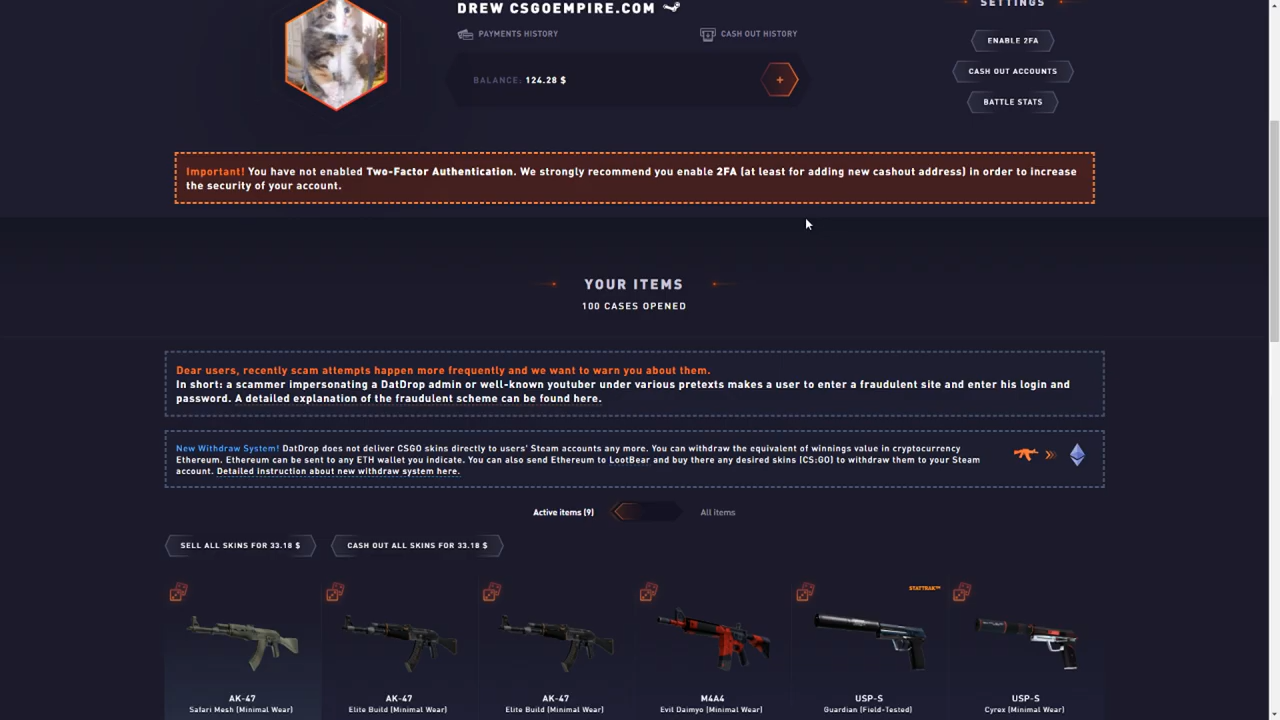 DREW CSGOEMPIRE.COM
SETTINGS
PAYMENTS HISTORY
CASH OUT HISTORY
ENABLE 2FA
BALANCE: 124.28 $
+
CASH OUT ACCOUNTS
BATTLE STATS
Important! You have not enabled Two-Factor Authentication. We strongly recommend you enable 2FA (at least for adding new cashout address) in order to increase
the security of your account.
YOUR ITEMS
100 CASES OPENED
Dear users, recently scam attempts happen more frequently and we want to warn you about them.
In short: a scammer impersonating a DatDrop admin or well-known youtuber under various pretexts makes a user to enter a fraudulent site and enter his login and
password. A detailed explanation of the fraudulent scheme can be found here.
New Withdraw System! DatDrop does not deliver CSGO skins directly to users' Steam accounts any more. You can withdraw the equivalent of winnings value in cryptocurrency
Ethereum. Ethereum can be sent to any ETH wallet you indicate. You can also send Ethereum to LootBear and buy there any desired skins (CS:GO) to withdraw them to your Steam
account. Detailed instruction about new withdraw system here.
Active items (9)
All items
SELL ALL SKINS FOR 33.18 $
CASH OUT ALL SKINS FOR 33.18 $
STATTRAK™
AK-47
Safari Mesh (Minimal Wear)
AK-47
Elite Build (Minimal Wear)
AK-47
Elite Build (Minimal Wear)
M4A4
Evil Daimyo (Minimal Wear)
USP-S
Guardian (Field-Tested)
USP-S
Cyrex (Minimal Wear)